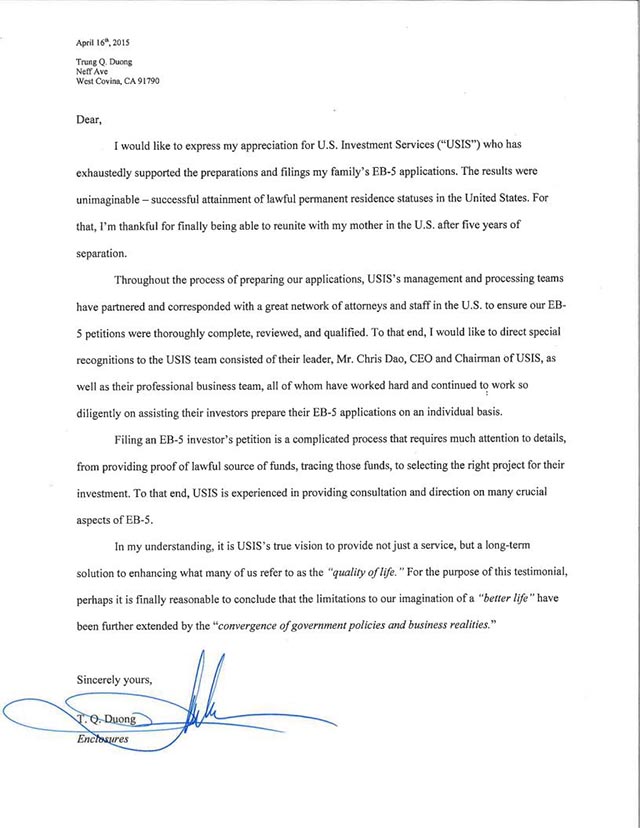 April 16th, 2015
Trung Q. Duong
Neff Ave
West Covina, CA 91790
Dear,
I would like to express my appreciation for U.S. Investment Services (“USIS”) who has
exhaustedly supported the preparations and filings my family’s EB-5 applications. The results were
unimaginable – successful attainment of lawful permanent residence statuses in the United States. For
that, I’m thankful for finally being able to reunite with my mother in the U.S. after five years of
separation.
Throughout the process of preparing our applications, USIS’s management and processing teams
have partnered and corresponded with a great network of attorneys and staff in the U.S. to ensure our EB-
5 petitions were thoroughly complete, reviewed, and qualified. To that end, I would like to direct special
recognitions to the USIS team consisted of their leader, Mr. Chris Dao, CEO and Chairman of USIS, as
well as their professional business team, all of whom have worked hard and continued to work so
diligently on assisting their investors prepare their EB-5 applications on an individual basis.
Filing an EB-5 investor’s petition is a complicated process that requires much attention to details,
from providing proof of lawful source of funds, tracing those funds, to selecting the right project for their
investment. To that end, USIS is experienced in providing consultation and direction on many crucial
aspects of EB-5.
In my understanding, it is USIS’s true vision to provide not just a service, but a long-term
solution to enhancing what many of us refer to as the “quality of life.” For the purpose of this testimonial,
perhaps it is finally reasonable to conclude that the limitations to our imagination of a “better life” have
been further extended by the “convergence of government policies and business realities.”
Sincerely yours,
T. Q. Duong
Enclosures